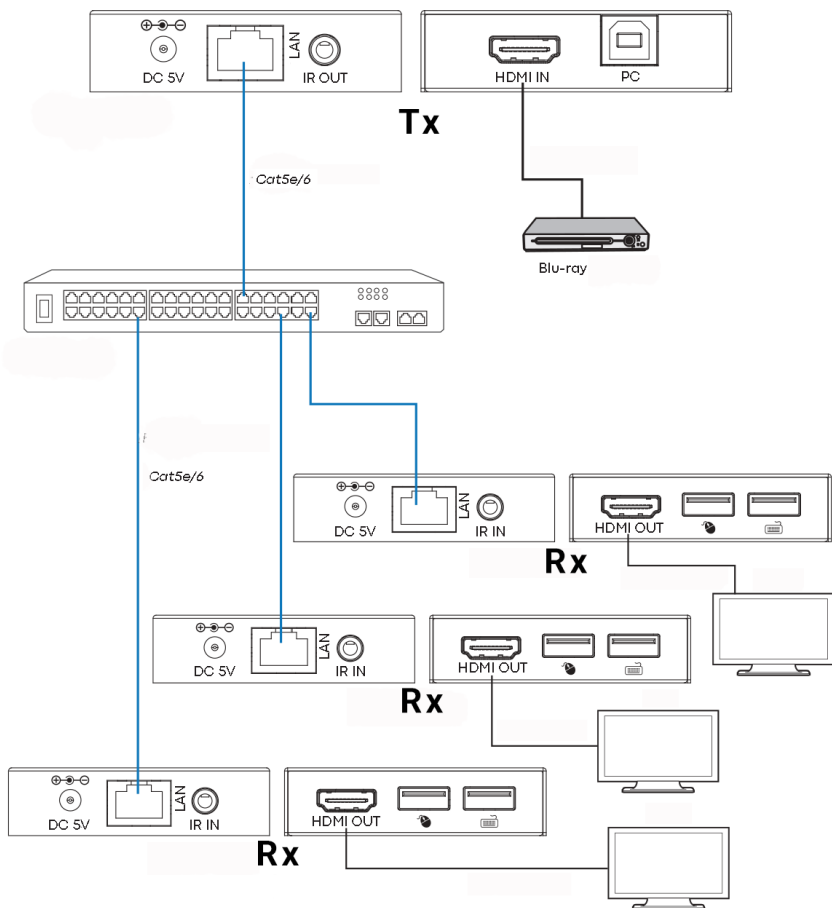 DC 5V
LAN
IR OUT
HDMI IN
PC
Tx
Cat5e/6
Blu-ray
Cat5e/6
DC 5V
LAN
IR IN
HDMI OUT
Rx
DC 5V
LAN
IR IN
HDMI OUT
Rx
DC 5V
LAN
IR IN
HDMI OUT
Rx